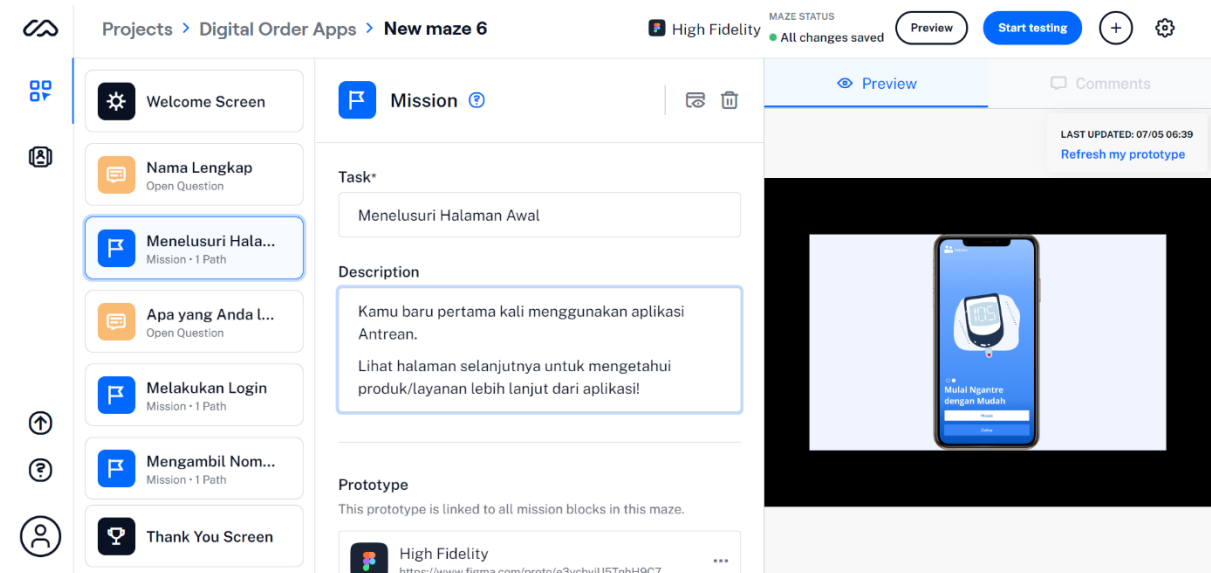 Projects > Digital Order Apps > New maze 6
High Fidelity
MAZE STATUS
All changes saved
Preview
Start testing
Welcome Screen
Nama Lengkap
Open Question
Menelusuri Hala...
Mission • 1 Path
Apa yang Anda l...
Open Question
Melakukan Login
Mission • 1 Path
Mengambil Nom...
Mission • 1 Path
Thank You Screen
Mission
Task*
Menelusuri Halaman Awal
Description
Kamu baru pertama kali menggunakan aplikasi
Antrean.
Lihat halaman selanjutnya untuk mengetahui
produk/layanan lebih lanjut dari aplikasi!
Prototype
This prototype is linked to all mission blocks in this maze.
High Fidelity
Preview
Comments
LAST UPDATED: 07/05 06:39
Refresh my prototype
105
Mulai Ngantre
dengan Mudah
Masuk
Daftar